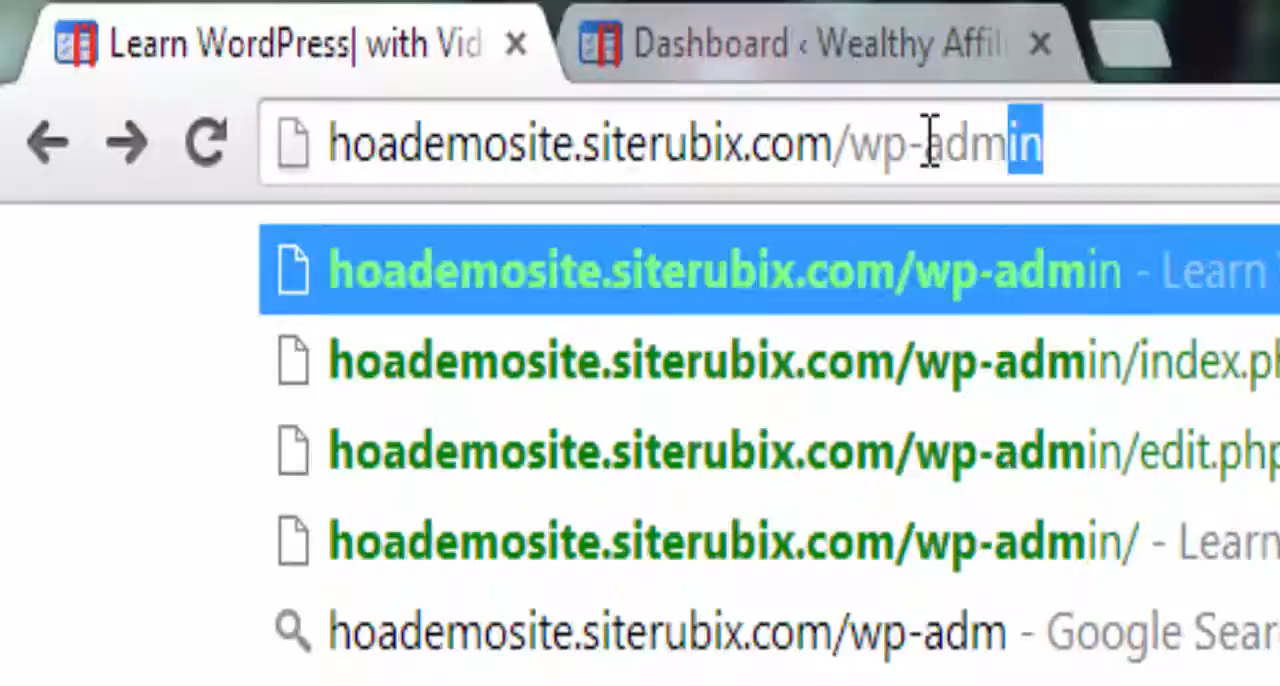 Learn WordPress| with Vid
Dashboard ‹ Wealthy Affil
hoademosite.siterubix.com/wp-admin
hoademosite.siterubix.com/wp-admin - Learn
hoademosite.siterubix.com/wp-admin/index.ph
hoademosite.siterubix.com/wp-admin/edit.php
hoademosite.siterubix.com/wp-admin/ - Learn
hoademosite.siterubix.com/wp-adm - Google Sear